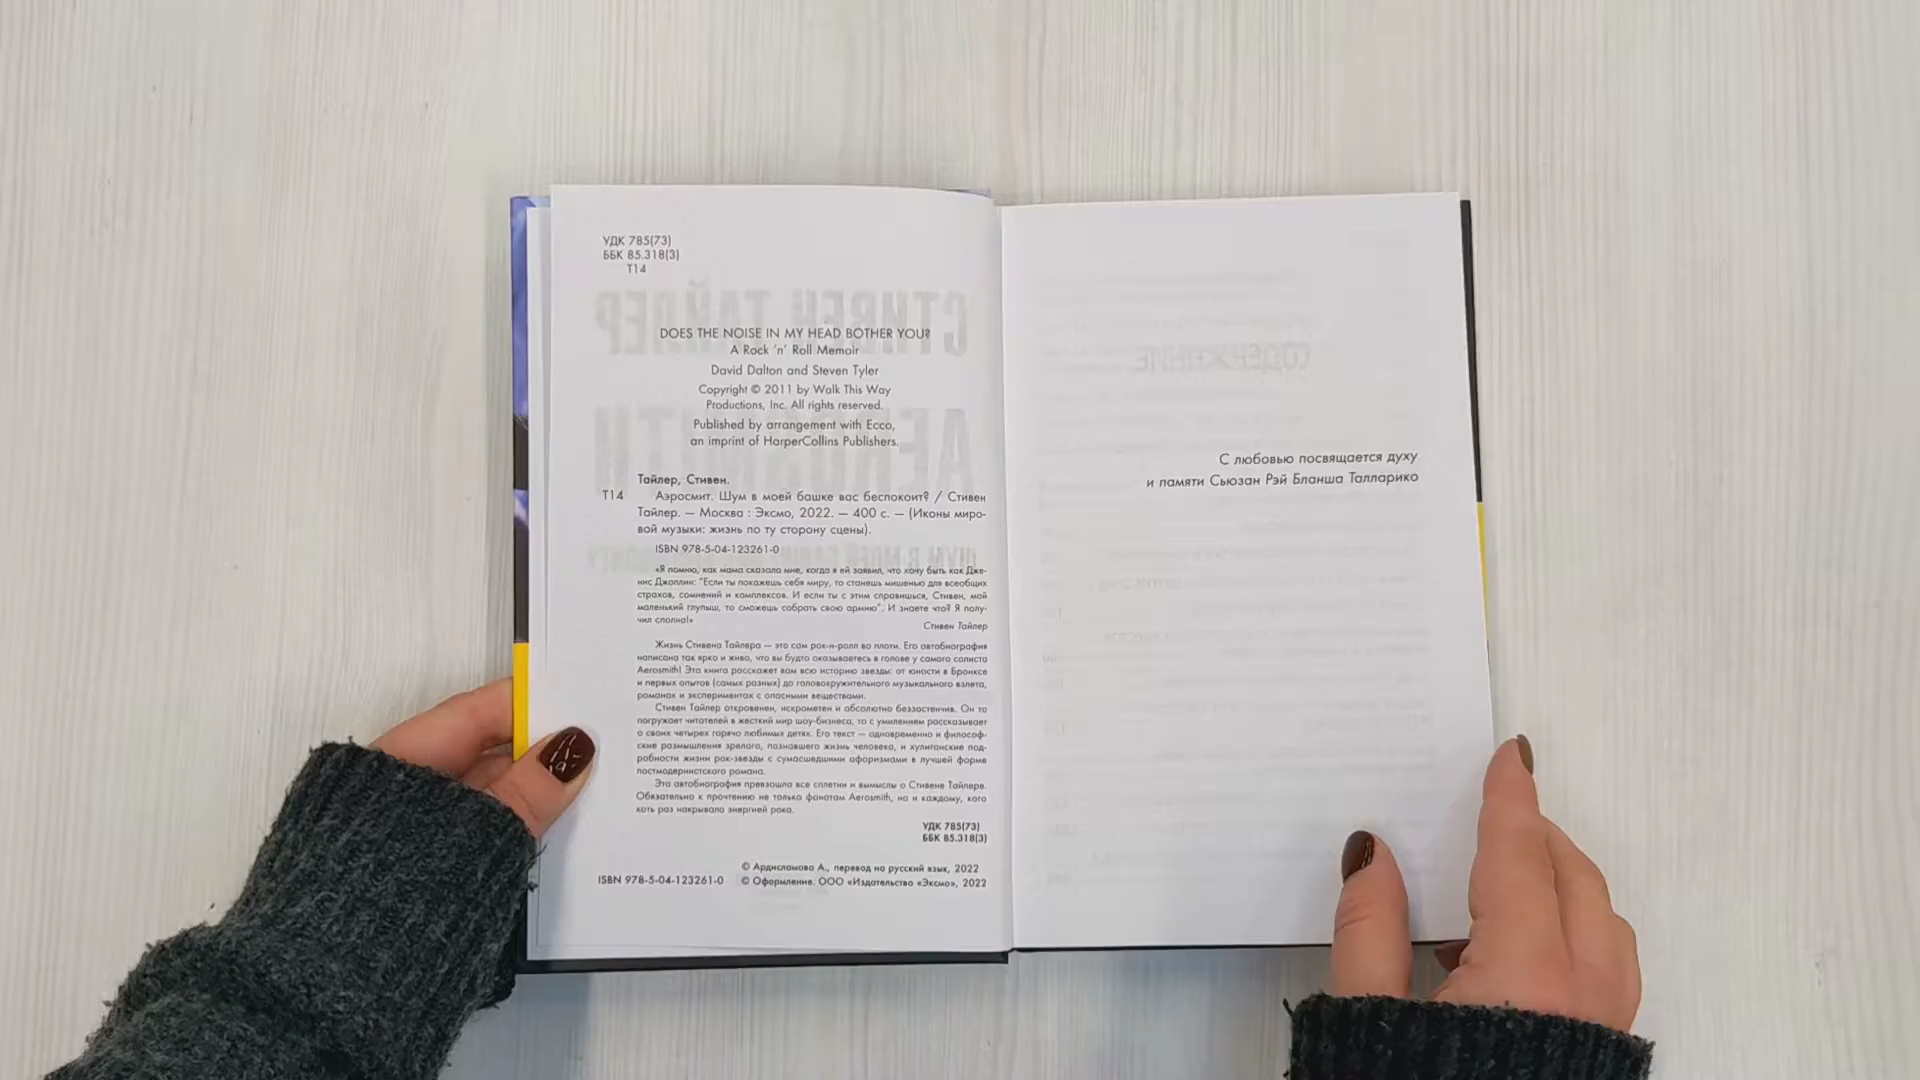 УДК 785(73)
ББК 85.318(3)
Т14
DOES THE NOISE IN MY HEAD BOTHER YOU?
A Rock ‘n’ Roll Memoir
David Dalton and Steven Tyler
Copyright © 2011 by Walk This Way
Productions, Inc. All rights reserved.
Published by arrangement with Ecco,
an imprint of HarperCollins Publishers.
Тайлер, Стивен.
Т14 Аэросмит. Шум в моей башке вас беспокоит? / Стивен
Тайлер. — Москва : Эксмо, 2022. — 400 с. — (Иконы миро-
вой музыки: жизнь по ту сторону сцены).
ISBN 978-5-04-123261-0
«Я помню, как мама сказала мне, когда я ей заявил, что хочу быть как Дже-
нис Джоплин: “Если ты покажешь себя миру, то станешь мишенью для всеобщих
страхов, сомнений и комплексов. И если ты с этим справишься, Стивен, мой
маленький глупыш, то сможешь собрать свою армию”. И знаете что? Я полу-
чил сполна!»
Стивен Тайлер
Жизнь Стивена Тайлера — это сам рок-н-ролл во плоти. Его автобиография
написана так ярко и живо, что вы будто оказываетесь в голове у самого солиста
Aerosmith! Эта книга расскажет вам всю историю звезды: от юности в Бронксе
и первых опытов (самых разных) до головокружительного музыкального взлета,
романах и экспериментах с опасными веществами.
Стивен Тайлер откровенен, искрометен и абсолютно беззастенчив. Он то
погружает читателей в жесткий мир шоу-бизнеса, то с умилением рассказывает
о своих четырех горячо любимых детях. Его текст — одновременно и философ-
ские размышления зрелого, познавшего жизнь человека, и хулиганские под-
робности жизни рок-звезды с сумасшедшими афоризмами в лучшей форме
постмодернистского романа.
Эта автобиография превзошла все сплетни и вымыслы о Стивене Тайлере.
Обязательно к прочтению не только фанатам Aerosmith, но и каждому, кого
хоть раз накрывало энергией рока.
УДК 785(73)
ББК 85.318(3)
© Ардисламова А., перевод на русский язык, 2022
ISBN 978-5-04-123261-0 © Оформление. ООО «Издательство «Эксмо», 2022
С любовью посвящается духу
и памяти Сьюзан Рэй Бланша Талларико